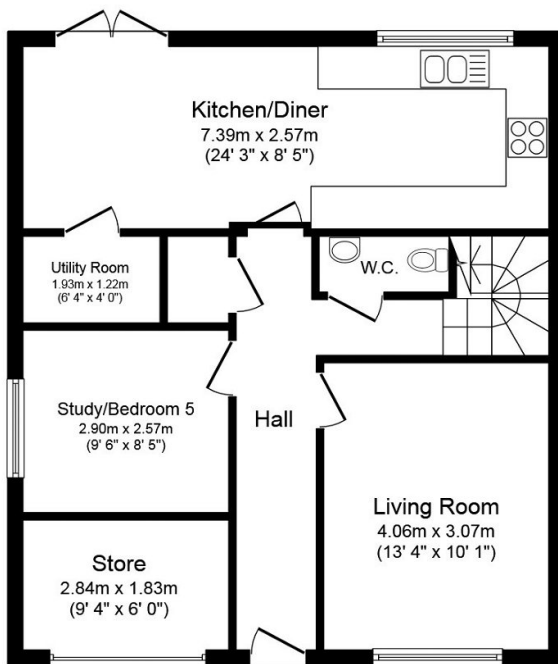 Kitchen/Diner
7.39m x 2.57m
(24' 3" x 8' 5")
Utility Room
1.93m x 1.22m
(6' 4" x 4' 0")
W.C.
Study/Bedroom 5
2.90m x 2.57m
(9' 6" x 8' 5")
Hall
Living Room
4.06m x 3.07m
(13' 4" x 10' 1")
Store
2.84m x 1.83m
(9' 4" x 6' 0")